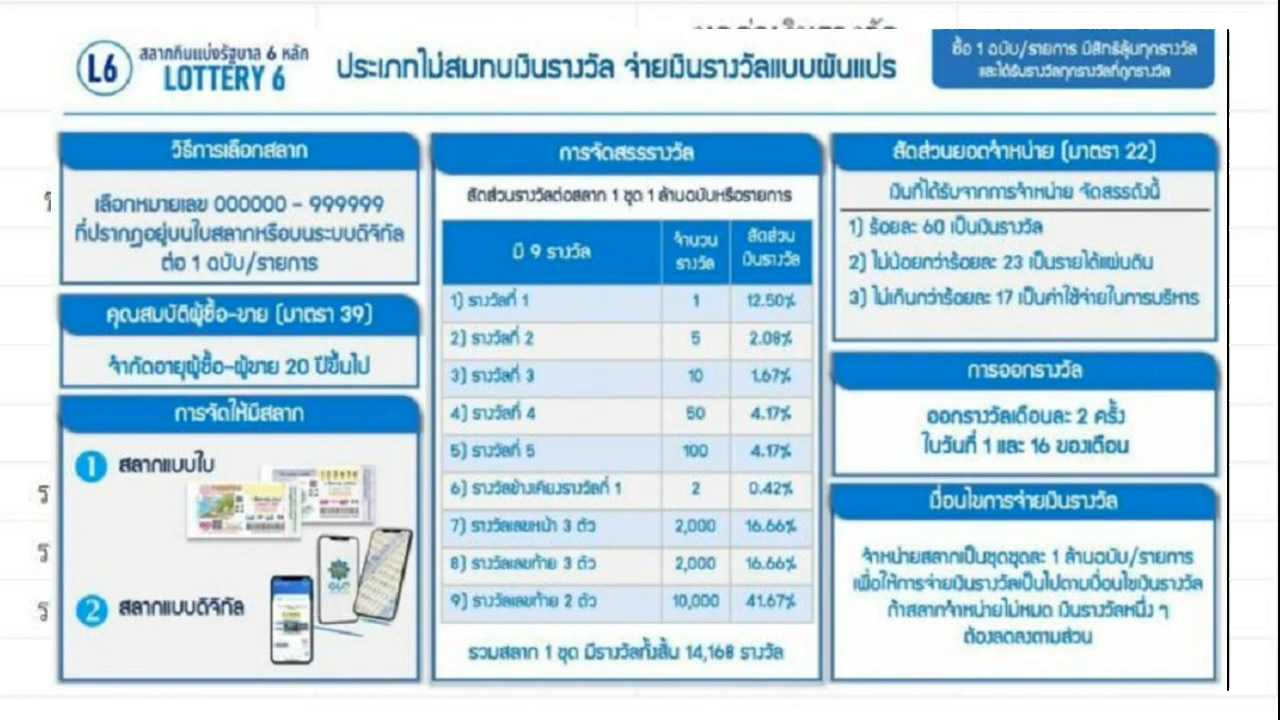 L6
สลากกินแบ่งรัฐบาล 6 หลัก
LOTTERY 6
ประเภทไม่สมทบเงินรางวัล จ่ายเงินรางวัลแบบผันแปร
ซื้อ 1 ฉบับ/รายการ มีสิทธิลุ้นทุกรางวัล
และได้รับรางวัลทุกรางวัลที่ถูกรางวัล
วิธีการเลือกสลาก
เลือกหมายเลข 000000 - 999999
ที่ปรากฏอยู่บนใบสลากหรือบนระบบดิจิทัล
ต่อ 1 ฉบับ/รายการ
คุณสมบัติผู้ซื้อ-ขาย (มาตรา 39)
จำกัดอายุผู้ซื้อ-ผู้ขาย 20 ปีขึ้นไป
การจัดให้มีสลาก
1 สลากแบบใบ
2 สลากแบบดิจิทัล
การจัดสรรรางวัล
สัดส่วนรางวัลต่อสลาก 1 ชุด 1 ล้านฉบับหรือรายการ
มี 9 รางวัล จำนวนรางวัล สัดส่วนเงินรางวัล
1) รางวัลที่ 1 1 12.50%
2) รางวัลที่ 2 5 2.08%
3) รางวัลที่ 3 10 1.67%
4) รางวัลที่ 4 50 4.17%
5) รางวัลที่ 5 100 4.17%
6) รางวัลข้างเคียงรางวัลที่ 1 2 0.42%
7) รางวัลเลขหน้า 3 ตัว 2,000 16.66%
8) รางวัลเลขท้าย 3 ตัว 2,000 16.66%
9) รางวัลเลขท้าย 2 ตัว 10,000 41.67%
รวมสลาก 1 ชุด มีรางวัลทั้งสิ้น 14,168 รางวัล
สัดส่วนยอดจำหน่าย (มาตรา 22)
เงินที่ได้รับจากการจำหน่าย จัดสรรดังนี้
1) ร้อยละ 60 เป็นเงินรางวัล
2) ไม่น้อยกว่าร้อยละ 23 เป็นรายได้แผ่นดิน
3) ไม่เกินกว่าร้อยละ 17 เป็นค่าใช้จ่ายในการบริหาร
การออกรางวัล
ออกรางวัลเดือนละ 2 ครั้ง
ในวันที่ 1 และ 16 ของเดือน
เงื่อนไขการจ่ายเงินรางวัล
จำหน่ายสลากเป็นชุดชุดละ 1 ล้านฉบับ/รายการ
เพื่อให้การจ่ายเงินรางวัลเป็นไปตามเงื่อนไขเงินรางวัล
ถ้าสลากจำหน่ายไม่หมด เงินรางวัลหนึ่ง ๆ
ต้องลดลงตามส่วน